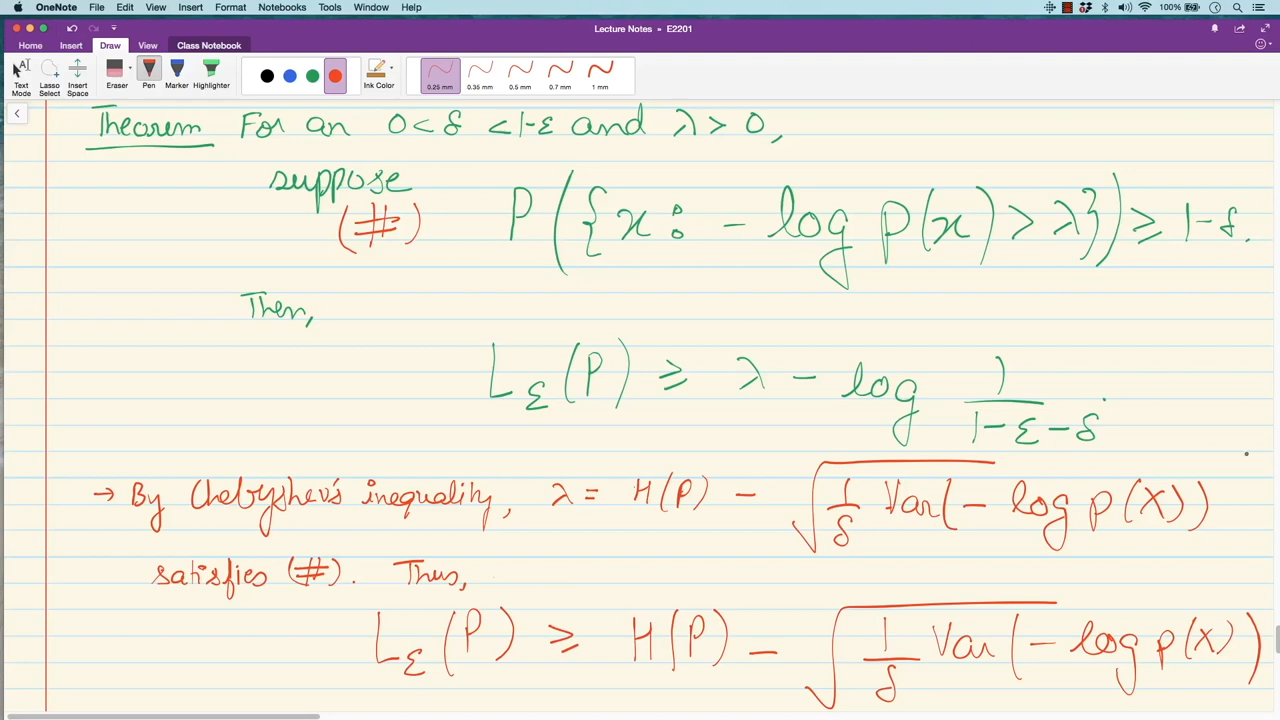 OneNote File Edit View Insert Format Notebooks Tools Window Help 100%
Lecture Notes - E2201
Home Insert Draw View Class Notebook
Text Mode Lasso Select Insert Space Eraser Pen Marker Highlighter Ink Color 0.25 mm 0.35 mm 0.5 mm 0.7 mm 1 mm
Theorem For an 0 < δ < 1-ε and λ > 0,
suppose
(#) P({x : - log p(x) > λ}) ≥ 1-δ.
Then,
L_ε(P) ≥ λ - log 1/(1-ε-δ).
→ By Chebyshev's inequality, λ = H(P) - √(1/δ Var(- log p(X)))
satisfies (#). Thus,
L_ε(P) ≥ H(P) - √(1/δ Var(- log p(X)))